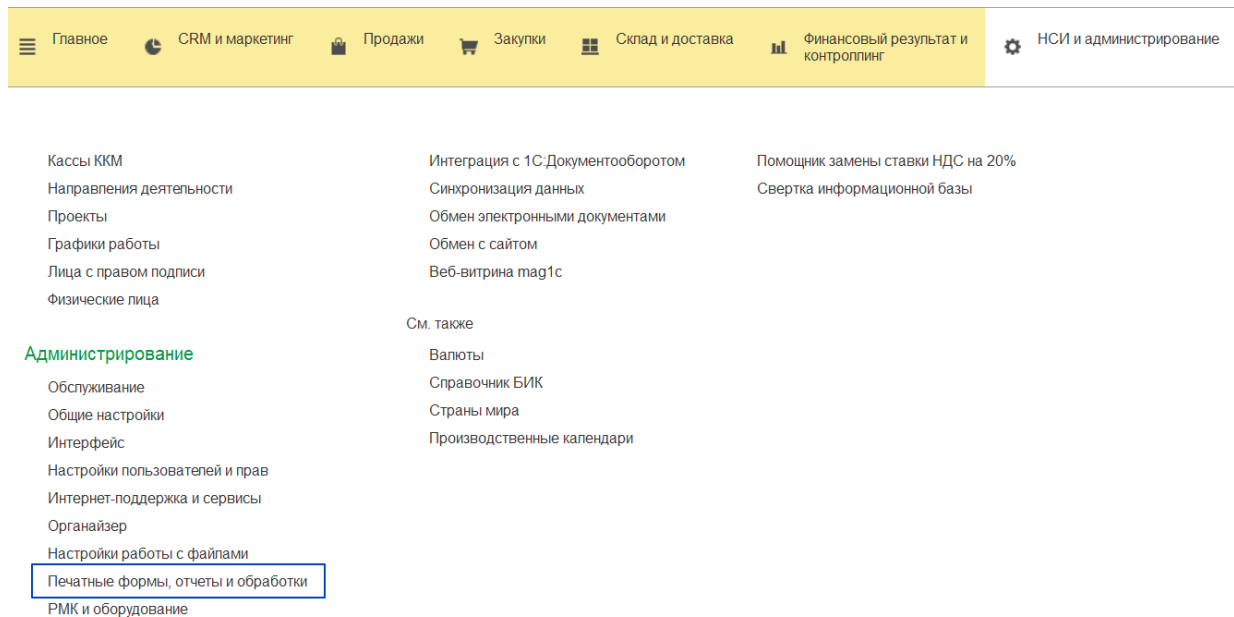 Главное
CRM и маркетинг
Продажи
Закупки
Склад и доставка
Финансовый результат и
контроллинг
НСИ и администрирование
Кассы ККМ
Направления деятельности
Проекты
Графики работы
Лица с правом подписи
Физические лица
Администрирование
Обслуживание
Общие настройки
Интерфейс
Настройки пользователей и прав
Интернет-поддержка и сервисы
Органайзер
Настройки работы с файлами
Печатные формы, отчеты и обработки
РМК и оборудование
Интеграция с 1С:Документооборотом
Синхронизация данных
Обмен электронными документами
Обмен с сайтом
Веб-витрина mag1c
См. также
Валюты
Справочник БИК
Страны мира
Производственные календари
Помощник замены ставки НДС на 20%
Свертка информационной базы